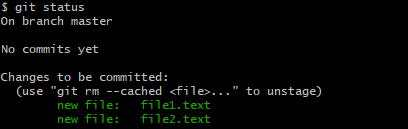 $ git status
On branch master

No commits yet

Changes to be committed:
  (use "git rm --cached <file>..." to unstage)
        new file:   file1.text
        new file:   file2.text